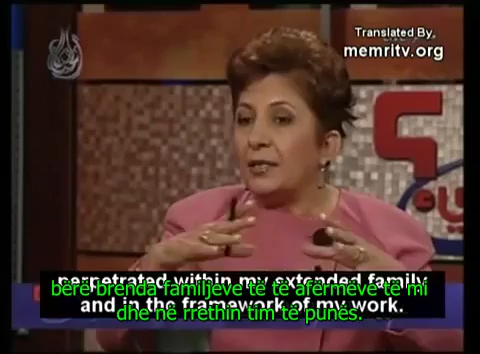 Translated By
memritv.org
perpetrated within my extended family
and in the framework of my work.
bërë brenda familjeve të të afërmëve të mi
dhe në rrethin tim të punës.